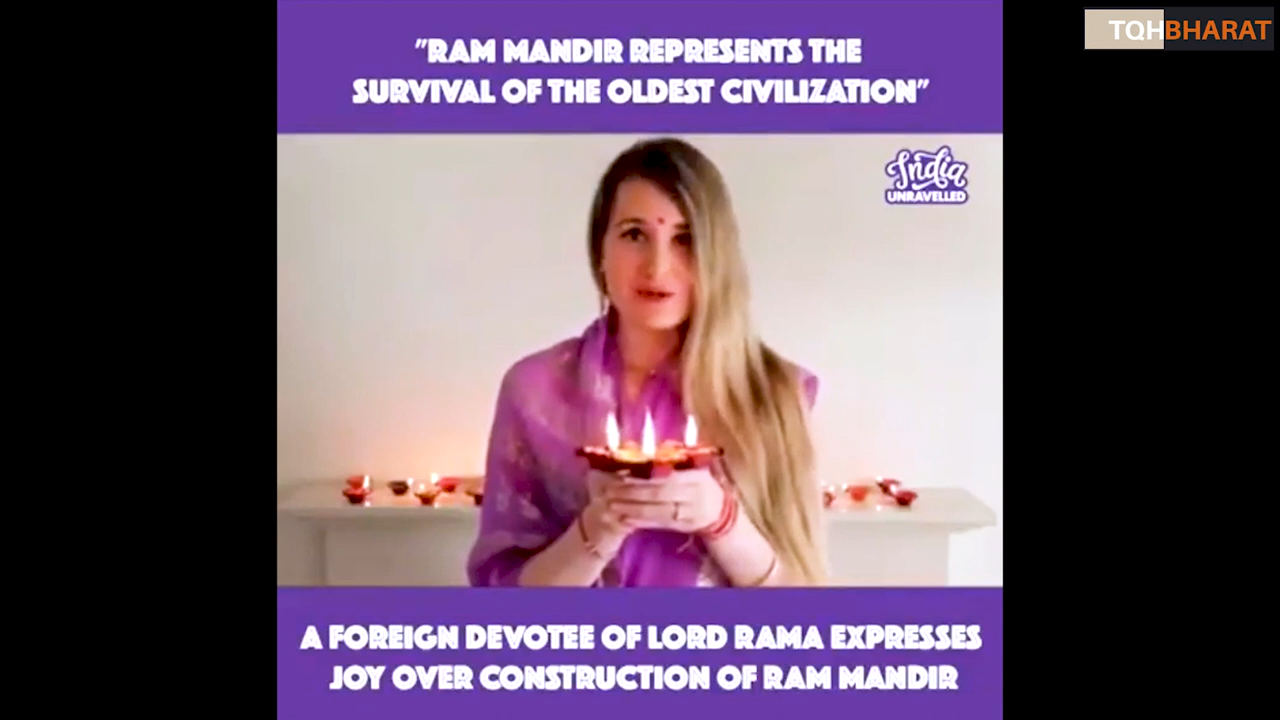 TQHBHARAT
"RAM MANDIR REPRESENTS THE
SURVIVAL OF THE OLDEST CIVILIZATION"
India
UNRAVELLED
A FOREIGN DEVOTEE OF LORD RAMA EXPRESSES
JOY OVER CONSTRUCTION OF RAM MANDIR